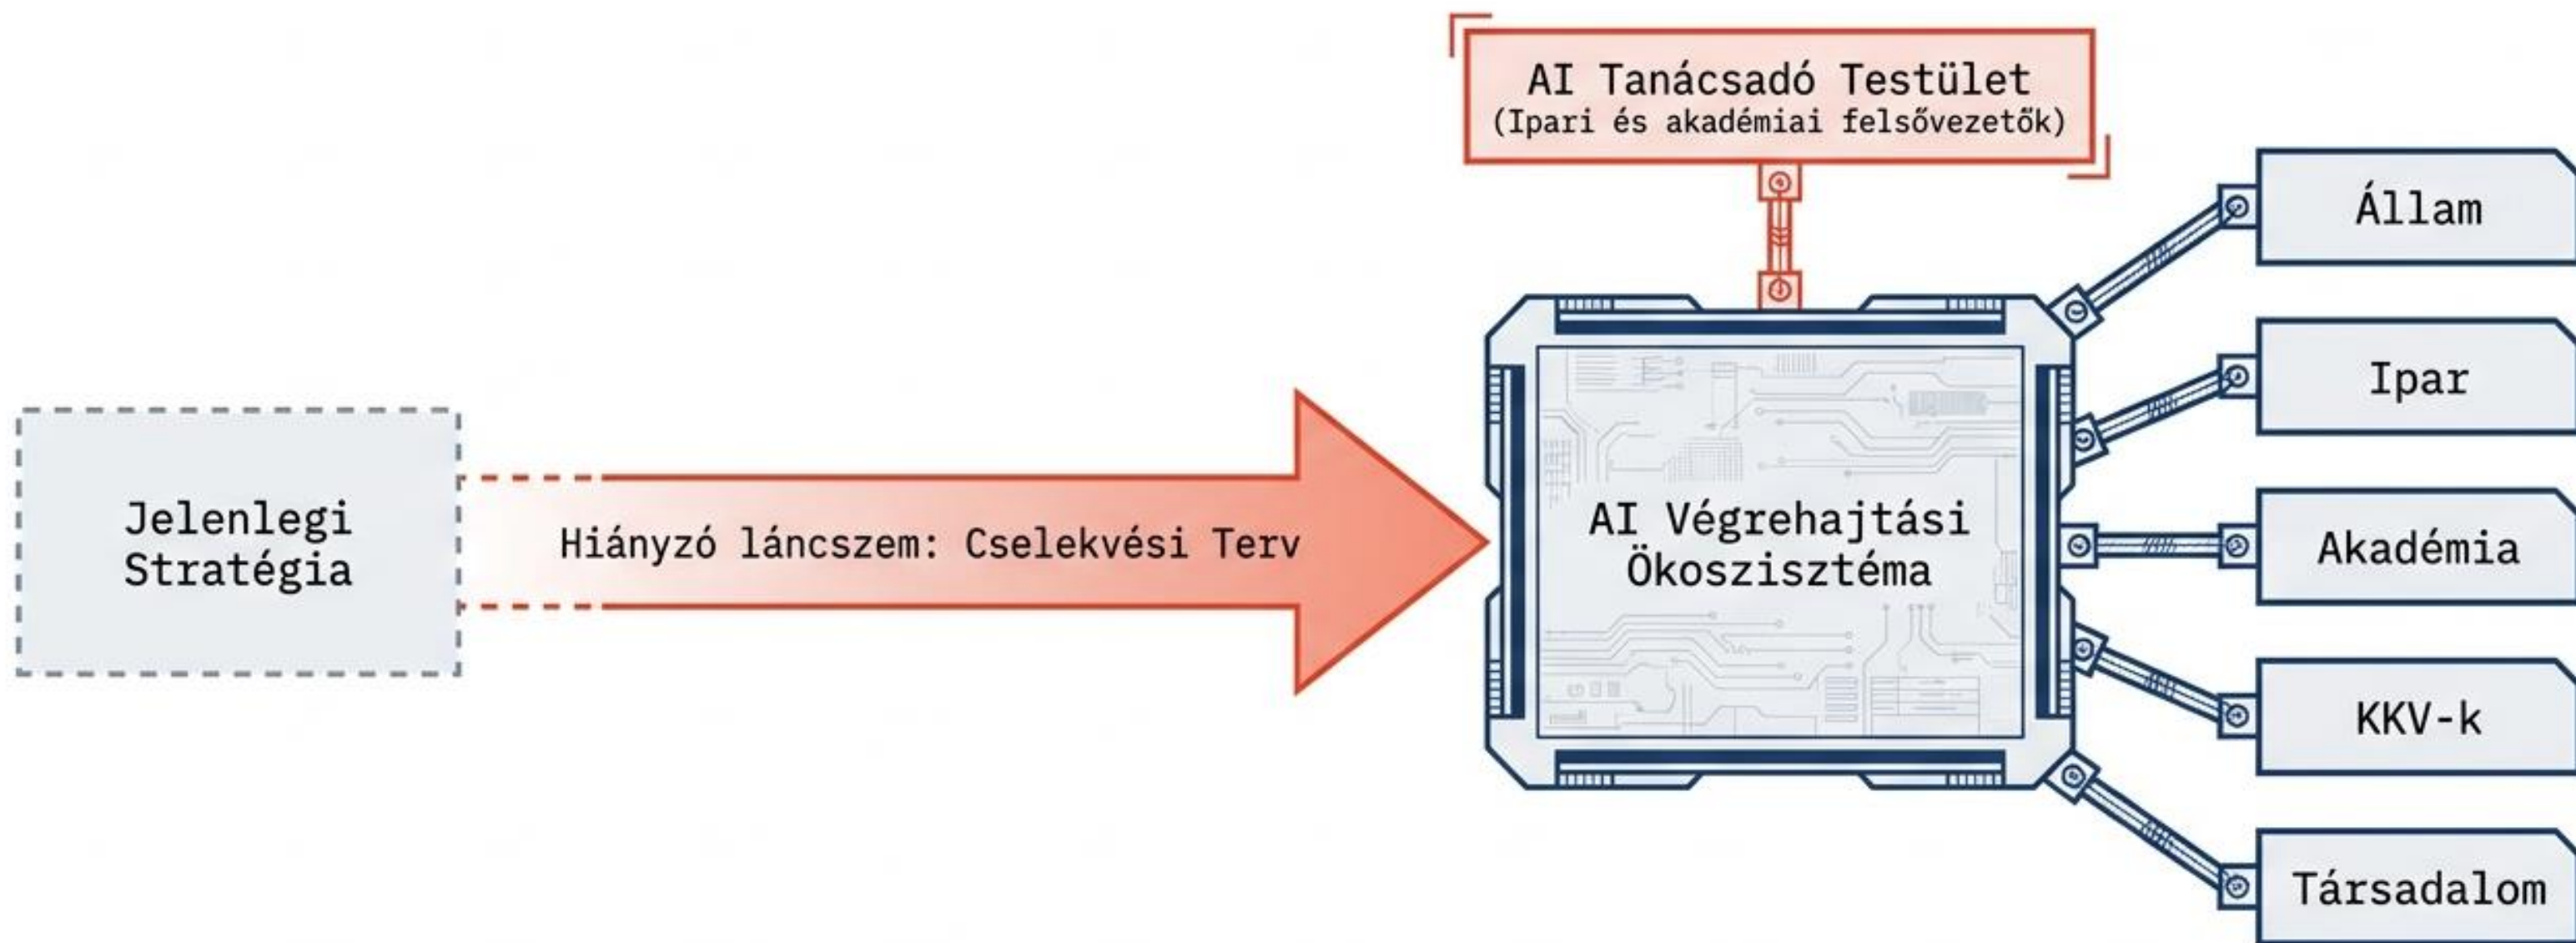 AI Tanácsadó Testület
(Ipari és akadémiai felsővezetők)
Jelenlegi
Stratégia
Hiányzó láncszem: Cselekvési Terv
AI Végrehajtási
Ökoszisztéma
Állam
Ipar
Akadémia
KKV-k
Társadalom